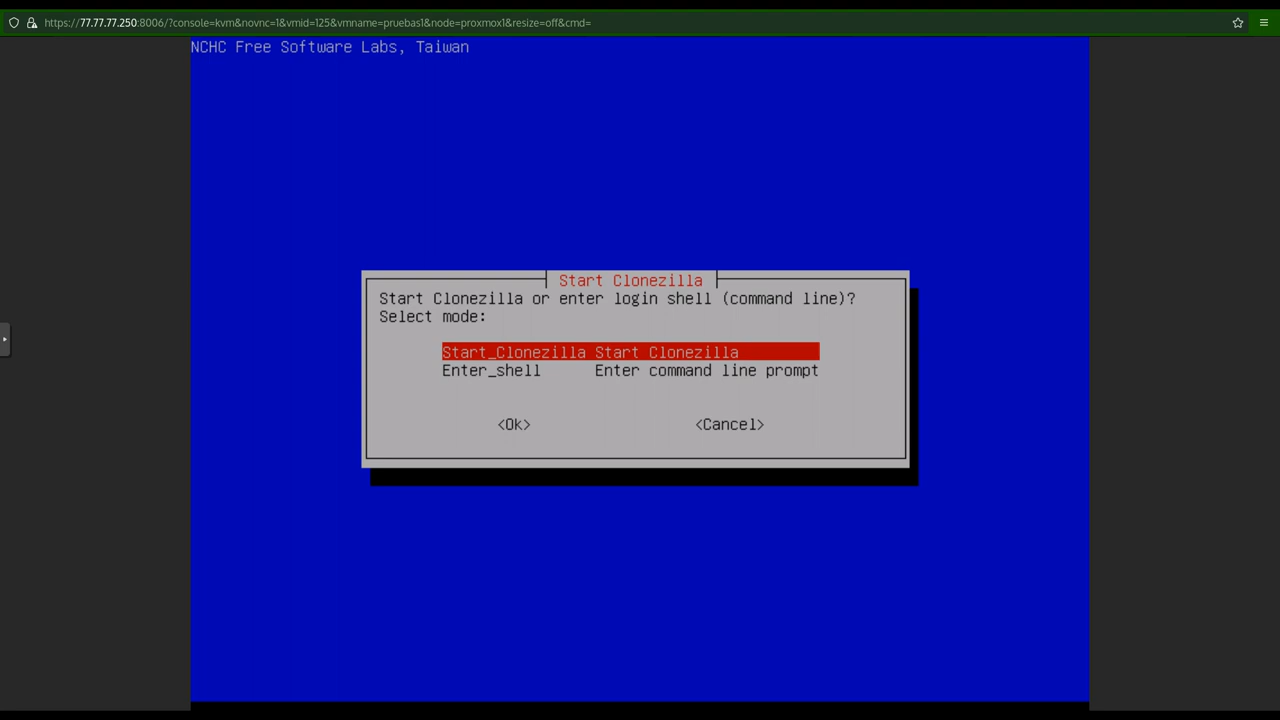 https://77.77.77.250:8006/?console=kvm&novnc=1&vmid=125&vmname=pruebas1&node=proxmox1&resize=off&cmd=
NCHC Free Software Labs, Taiwan
Start Clonezilla
Start Clonezilla or enter login shell (command line)?
Select mode:
Start_Clonezilla Start Clonezilla
Enter_shell Enter command line prompt
<Ok> <Cancel>